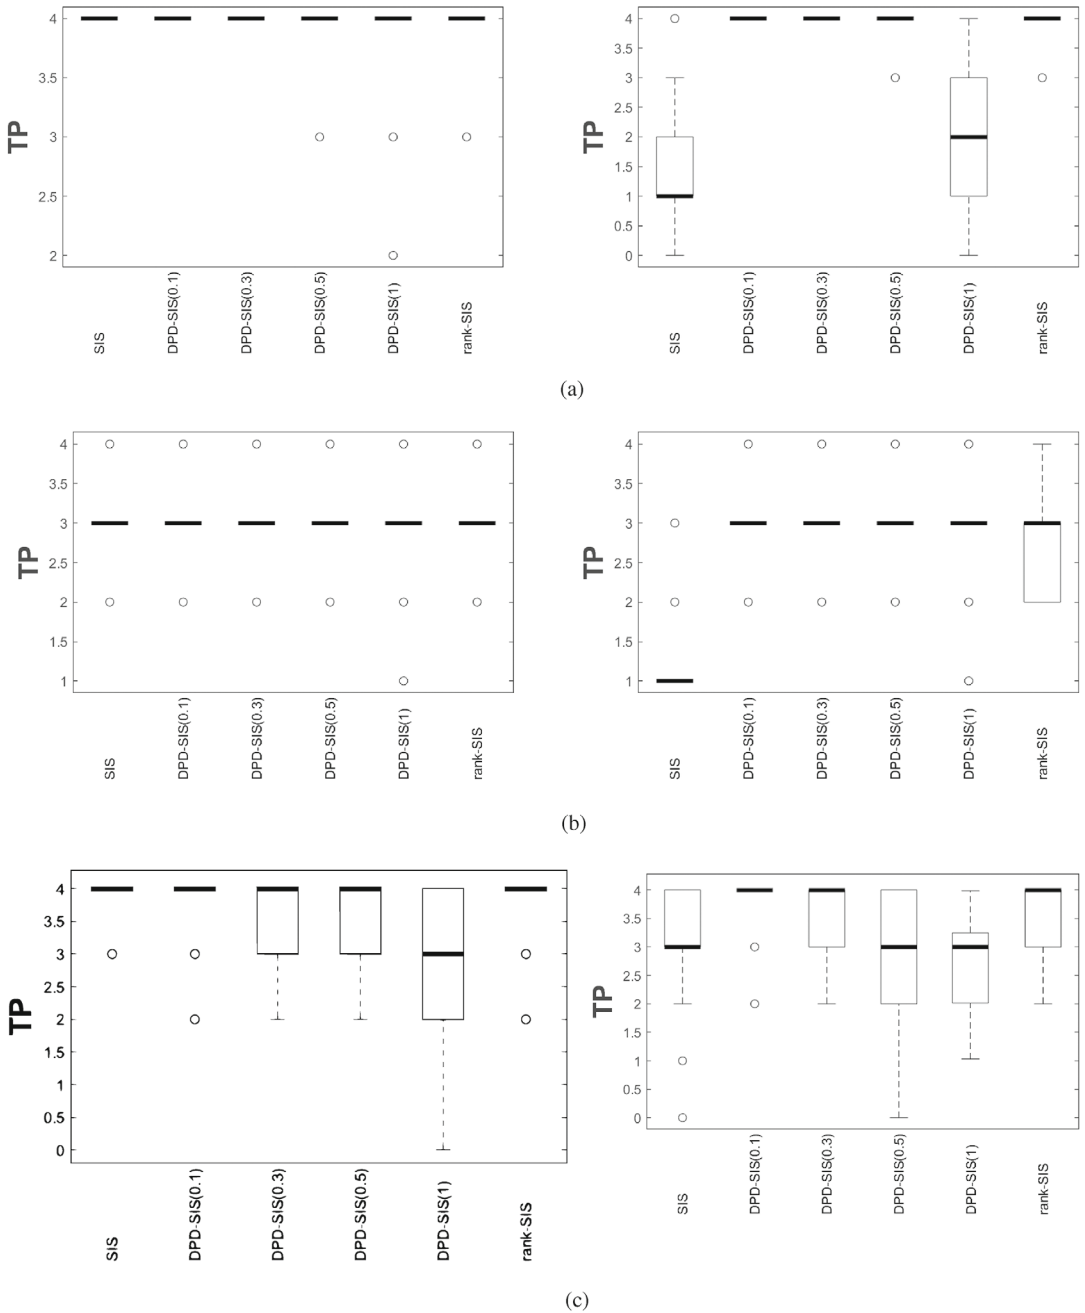 TP
4
3.5
3
2.5
2
SIS
DPD-SIS(0.1)
DPD-SIS(0.3)
DPD-SIS(0.5)
DPD-SIS(1)
rank-SIS
TP
4
3.5
3
2.5
2
1.5
1
0.5
0
SIS
DPD-SIS(0.1)
DPD-SIS(0.3)
DPD-SIS(0.5)
DPD-SIS(1)
rank-SIS
(a)
TP
4
3.5
3
2.5
2
1.5
1
SIS
DPD-SIS(0.1)
DPD-SIS(0.3)
DPD-SIS(0.5)
DPD-SIS(1)
rank-SIS
TP
4
3.5
3
2.5
2
1.5
1
SIS
DPD-SIS(0.1)
DPD-SIS(0.3)
DPD-SIS(0.5)
DPD-SIS(1)
rank-SIS
(b)
TP
4
3.5
3
2.5
2
1.5
1
0.5
0
SIS
DPD-SIS(0.1)
DPD-SIS(0.3)
DPD-SIS(0.5)
DPD-SIS(1)
rank-SIS
TP
4
3.5
3
2.5
2
1.5
1
0.5
0
SIS
DPD-SIS(0.1)
DPD-SIS(0.3)
DPD-SIS(0.5)
DPD-SIS(1)
rank-SIS
(c)